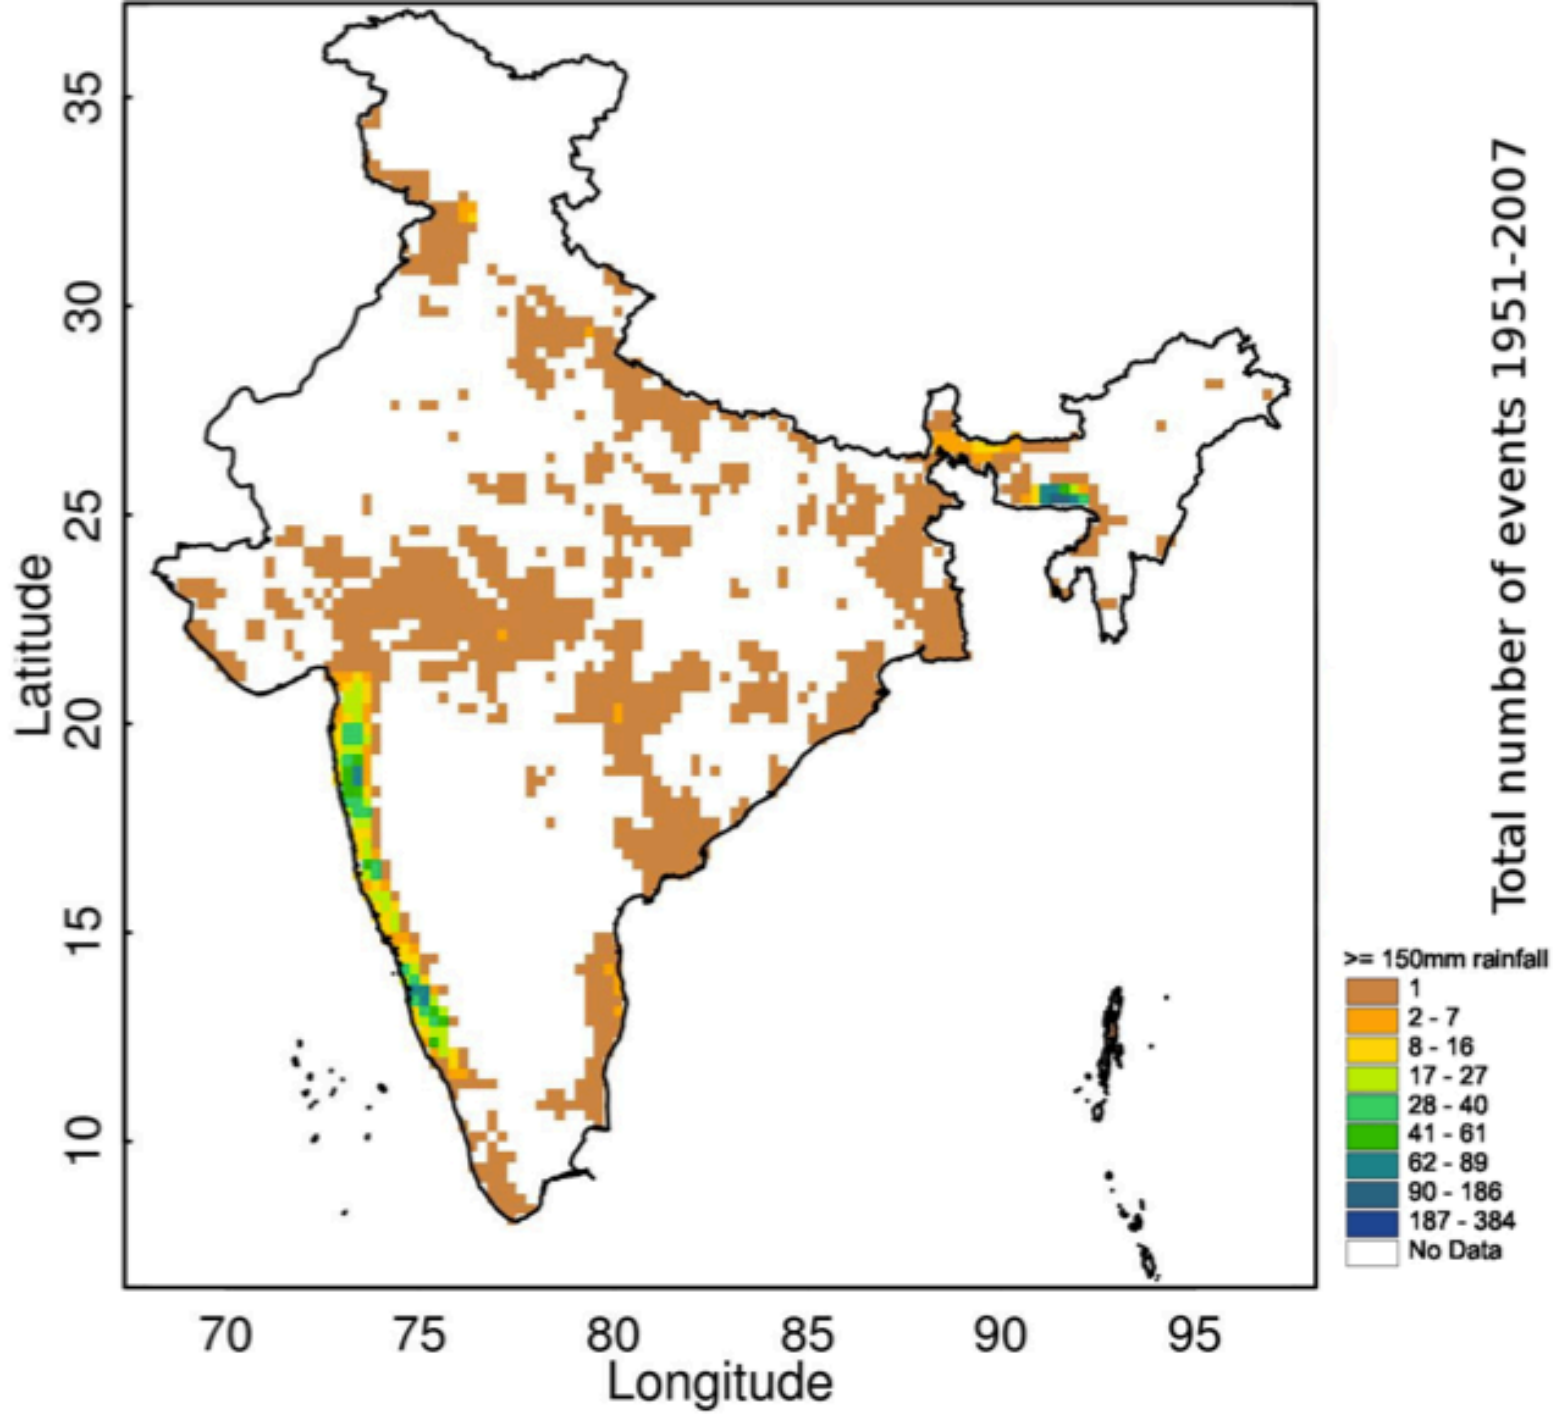 35
30
25
20
15
10
Latitude
70 75 80 85 90 95
Longitude
Total number of events 1951-2007
>= 150mm rainfall
1
2 - 7
8 - 16
17 - 27
28 - 40
41 - 61
62 - 89
90 - 186
187 - 384
No Data